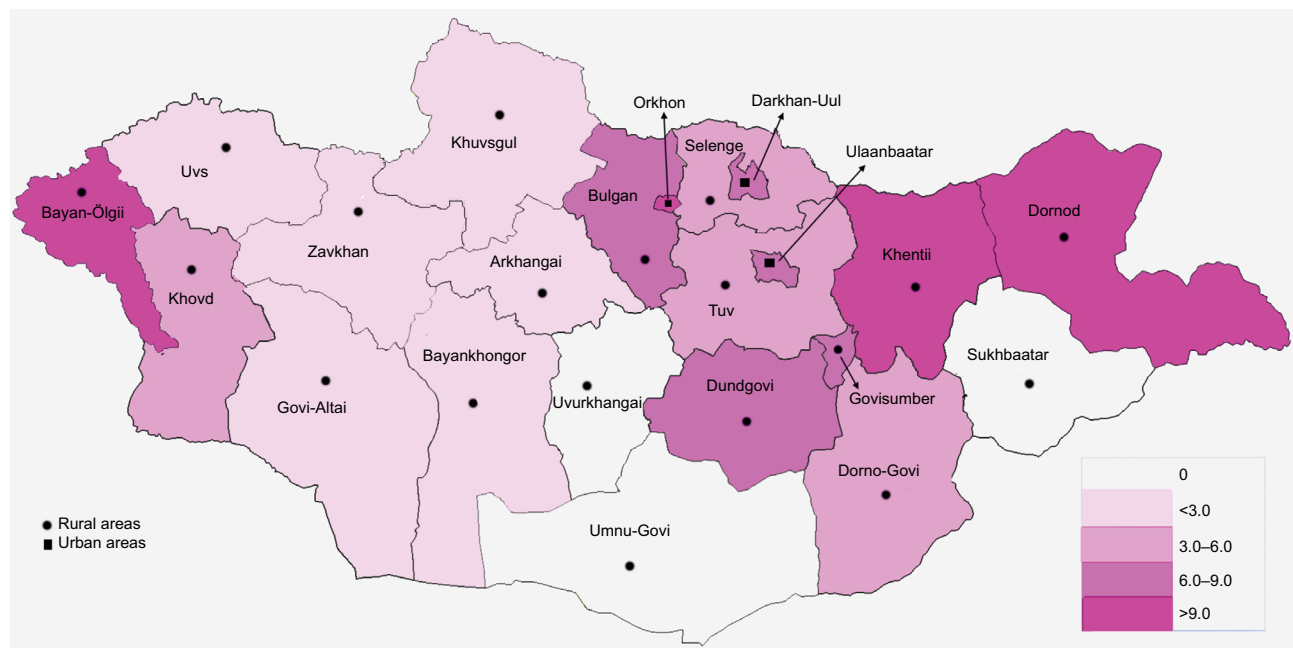 Orkhon
Darkhan-Uul
Khuvsgul
Selenge
Ulaanbaatar
Uvs
Bulgan
Bayan-Ölgii
Dornod
Zavkhan
Arkhangai
Khentii
Khovd
Tuv
Bayankhongor
Sukhbaatar
Dundgovi
Govi-Altai
Uvurkhangai
Govisumber
Dorno-Govi
Umnu-Govi
Rural areas
Urban areas
0
<3.0
3.0–6.0
6.0–9.0
>9.0